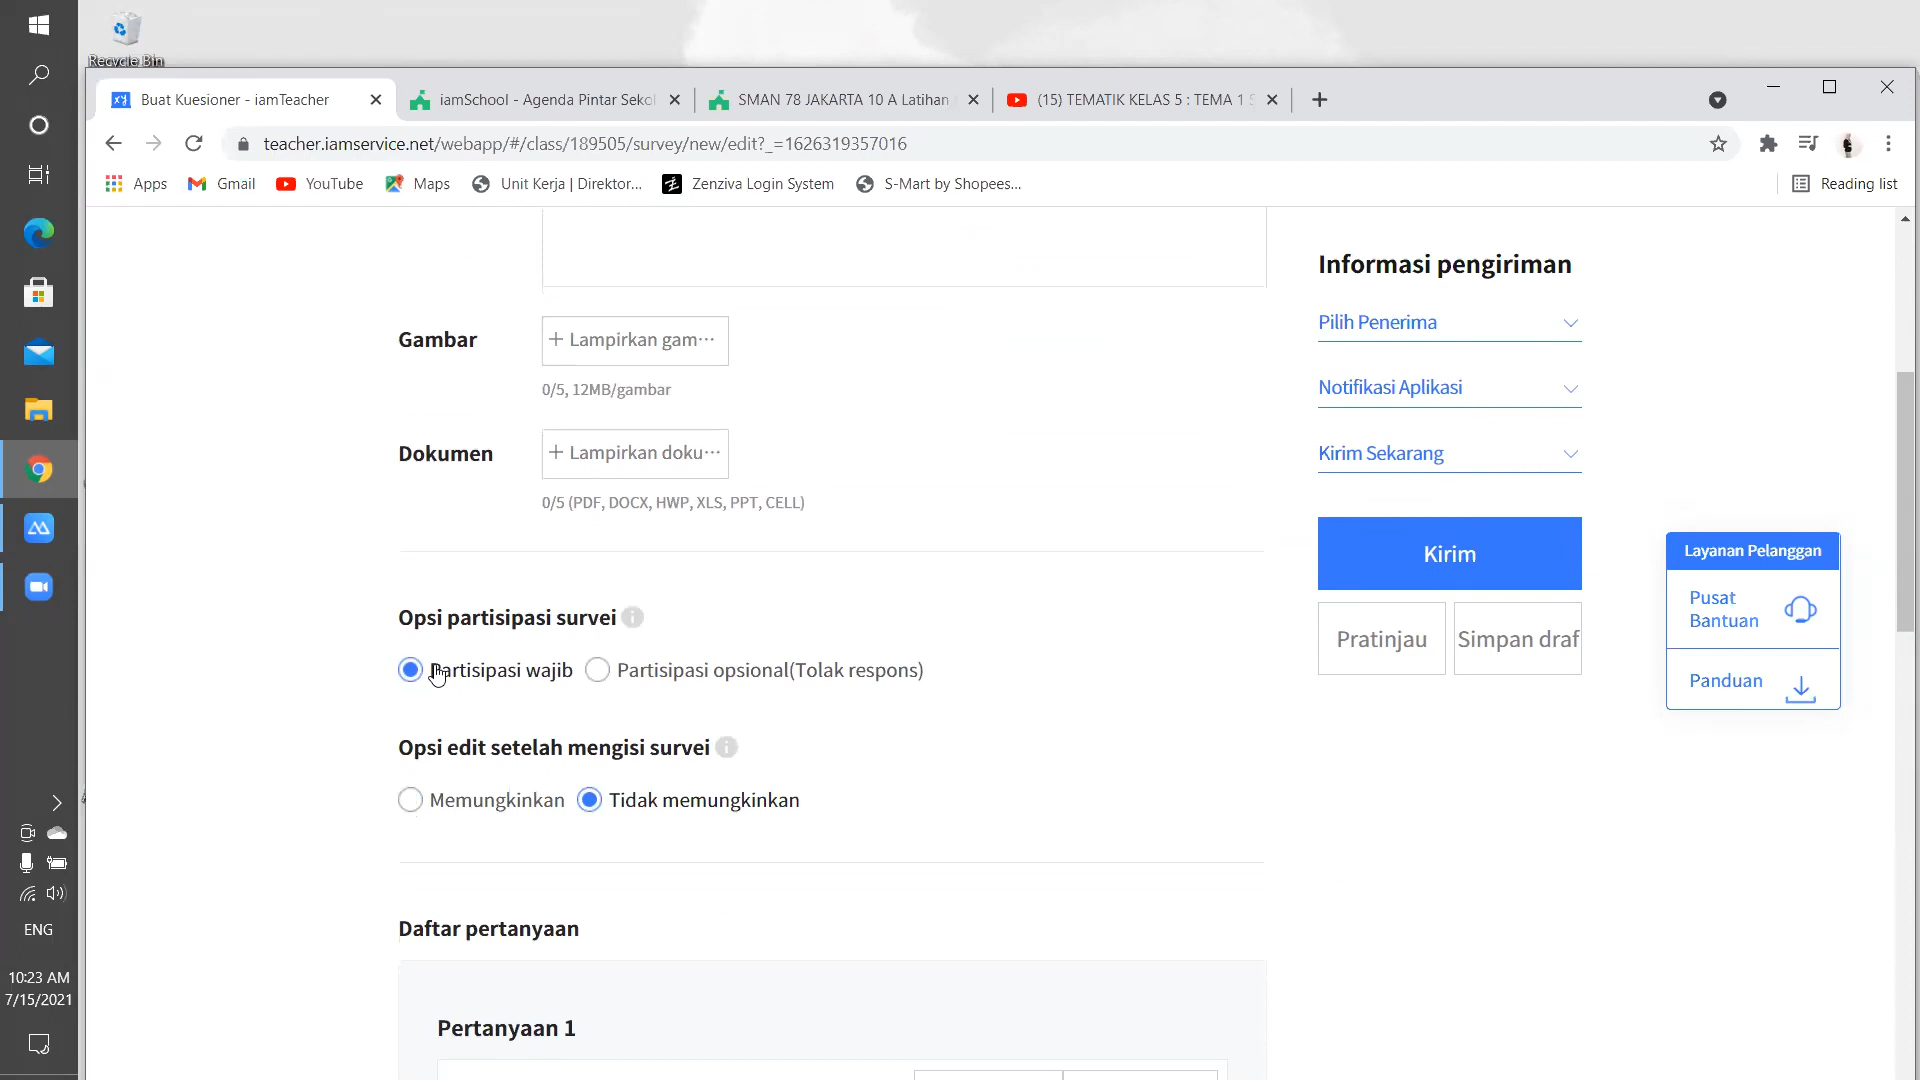 Recycle Bin
Buat Kuesioner - iamTeacher
iamSchool - Agenda Pintar Sekol
SMAN 78 JAKARTA 10 A Latihan
(15) TEMATIK KELAS 5 : TEMA 1 S
teacher.iamservice.net/webapp/#/class/189505/survey/new/edit?_=1626319357016
Apps
Gmail
YouTube
Maps
Unit Kerja | Direktor...
Zenziva Login System
S-Mart by Shopees...
Reading list
Gambar
+ Lampirkan gam···
0/5, 12MB/gambar
Dokumen
+ Lampirkan doku···
0/5 (PDF, DOCX, HWP, XLS, PPT, CELL)
Opsi partisipasi survei
Partisipasi wajib
Partisipasi opsional(Tolak respons)
Opsi edit setelah mengisi survei
Memungkinkan
Tidak memungkinkan
Daftar pertanyaan
Pertanyaan 1
Informasi pengiriman
Pilih Penerima
Notifikasi Aplikasi
Kirim Sekarang
Kirim
Pratinjau
Simpan draf
Layanan Pelanggan
Pusat
Bantuan
Panduan
ENG
10:23 AM
7/15/2021